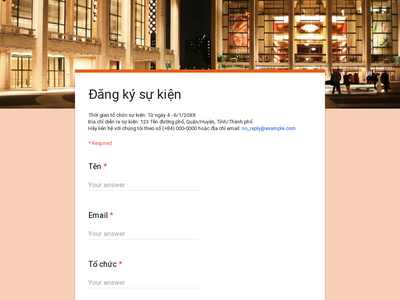 Đăng ký sự kiện
Thời gian tổ chức sự kiện: Từ ngày 4 - 6/1/20XX
Địa chỉ diễn ra sự kiện: 123 Tên đường phố, Quận/Huyện, Tỉnh/Thành phố
Hãy liên hệ với chúng tôi theo số (+84) 000-0000 hoặc địa chỉ email: no_reply@example.com
* Required
Tên *
Your answer
Email *
Your answer
Tổ chức *
Your answer